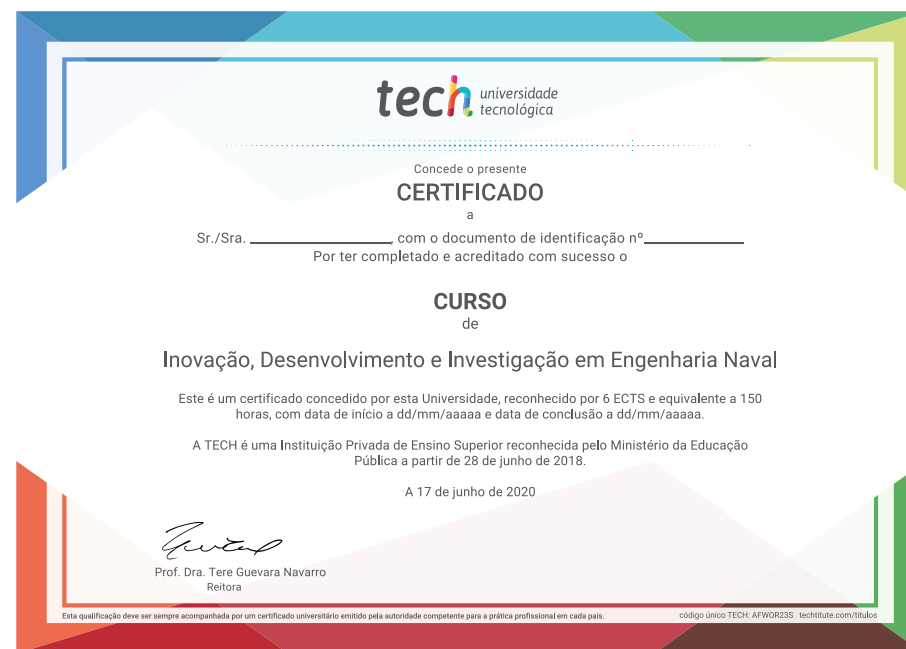 tech universidade
tecnológica
Concede o presente
CERTIFICADO
a
Sr./Sra. ________________, com o documento de identificação nº____________
Por ter completado e acreditado com sucesso o
CURSO
de
Inovação, Desenvolvimento e Investigação em Engenharia Naval
Este é um certificado concedido por esta Universidade, reconhecido por 6 ECTS e equivalente a 150
horas, com data de início a dd/mm/aaaaa e data de conclusão a dd/mm/aaaaa.
A TECH é uma Instituição Privada de Ensino Superior reconhecida pelo Ministério da Educação
Pública a partir de 28 de junho de 2018.
A 17 de junho de 2020
Prof. Dra. Tere Guevara Navarro
Reitora
Esta qualificação deve ser sempre acompanhada por um certificado universitário emitido pela autoridade competente para a prática profissional em cada país.
código único TECH: AFWOR23S techtitute.com/titulos